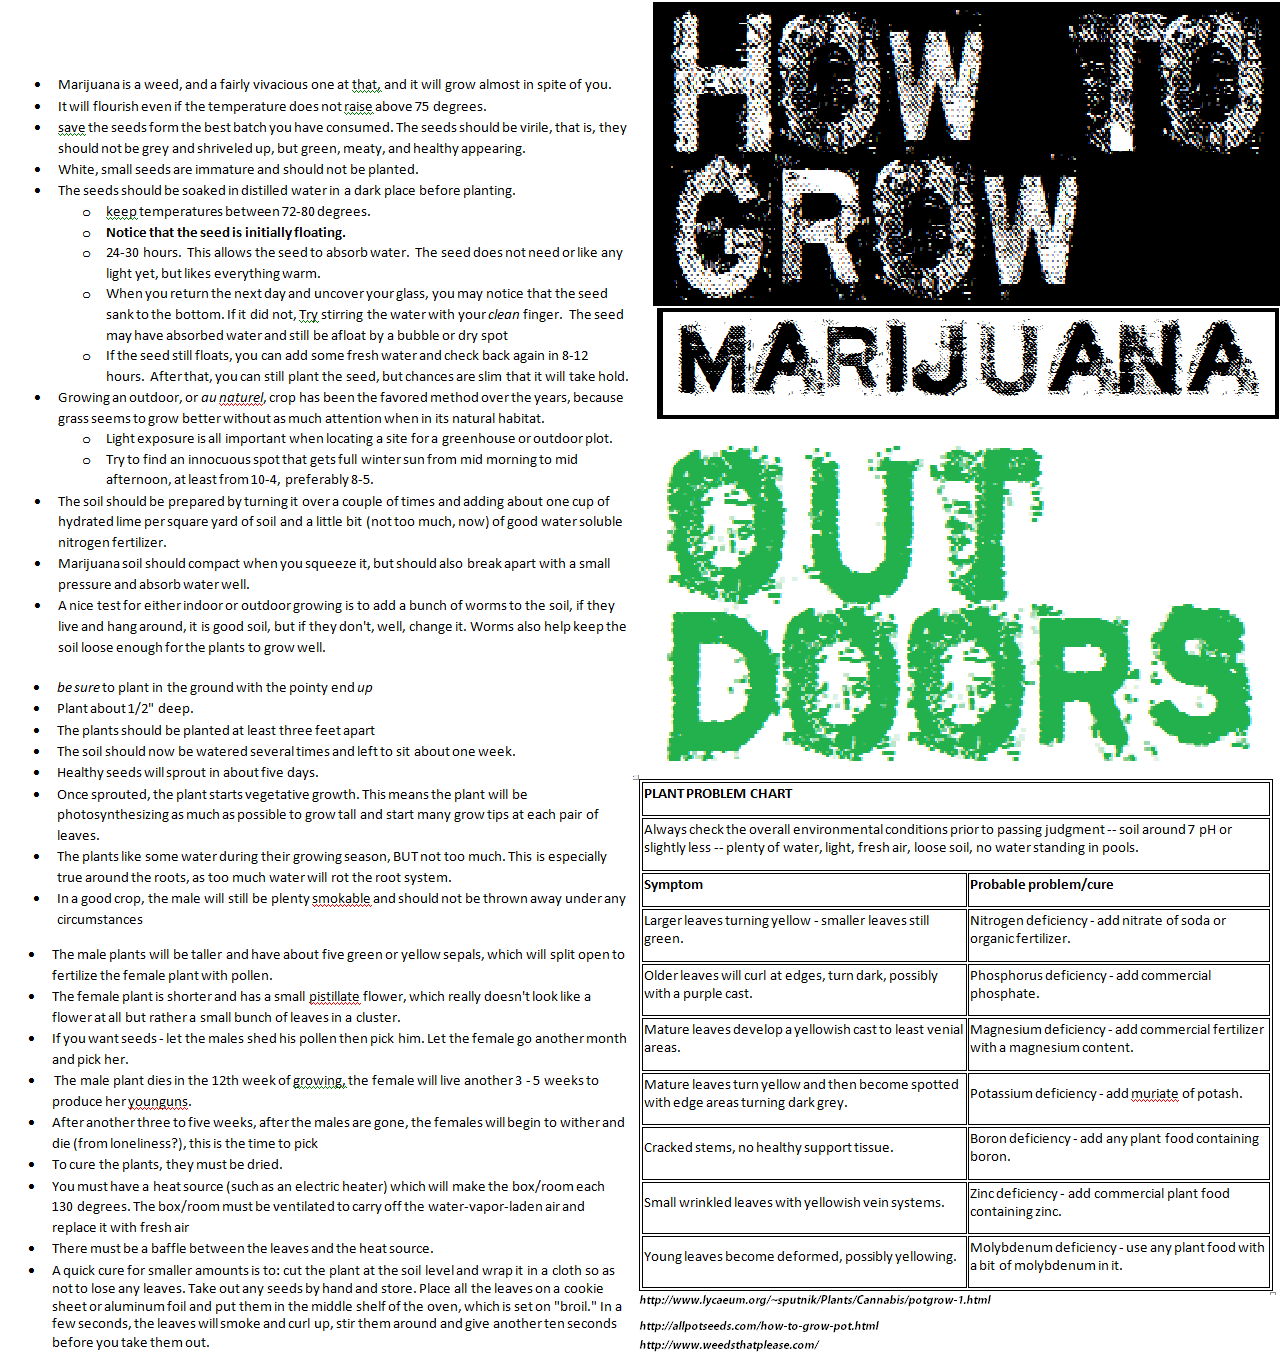 Marijuana is a weed, and a fairly vivacious one at that, and it will grow almost in spite of you.
It will flourish even if the temperature does not raise above 75 degrees.
save the seeds form the best batch you have consumed. The seeds should be virile, that is, they
should not be grey and shriveled up, but green, meaty, and healthy appearing.
White, small seeds are immature and should not be planted.
The seeds should be soaked in distilled water in a dark place before planting.
keep temperatures between 72-80 degrees.
Notice that the seed is initially floating.
24-30 hours. This allows the seed to absorb water. The seed does not need or like any
light yet, but likes everything warm.
When you return the next day and uncover your glass, you may notice that the seed
sank to the bottom. If it did not, Try stirring the water with your clean finger. The seed
may have absorbed water and still be afloat by a bubble or dry spot
If the seed still floats, you can add some fresh water and check back again in 8-12
hours. After that, you can still plant the seed, but chances are slim that it will take hold.
Growing an outdoor, or au naturel, crop has been the favored method over the years, because
grass seems to grow better without as much attention when in its natural habitat.
Light exposure is all important when locating a site for a greenhouse or outdoor plot.
Try to find an innocuous spot that gets full winter sun from mid morning to mid
afternoon, at least from 10-4, preferably 8-5.
The soil should be prepared by turning it over a couple of times and adding about one cup of
hydrated lime per square yard of soil and a little bit (not too much, now) of good water soluble
nitrogen fertilizer.
Marijuana soil should compact when you squeeze it, but should also break apart with a small
pressure and absorb water well.
A nice test for either indoor or outdoor growing is to add a bunch of worms to the soil, if they
live and hang around, it is good soil, but if they don't, well, change it. Worms also help keep the
soil loose enough for the plants to grow well.
be sure to plant in the ground with the pointy end up
Plant about 1/2" deep.
The plants should be planted at least three feet apart
The soil should now be watered several times and left to sit about one week.
Healthy seeds will sprout in about five days.
Once sprouted, the plant starts vegetative growth. This means the plant will be
photosynthesizing as much as possible to grow tall and start many grow tips at each pair of
leaves.
The plants like some water during their growing season, BUT not too much. This is especially
true around the roots, as too much water will rot the root system.
In a good crop, the male will still be plenty smokable and should not be thrown away under any
circumstances
The male plants will be taller and have about five green or yellow sepals, which will split open to
fertilize the female plant with pollen.
The female plant is shorter and has a small pistillate flower, which really doesn't look like a
flower at all but rather a small bunch of leaves in a cluster.
If you want seeds - let the males shed his pollen then pick him. Let the female go another month
and pick her.
The male plant dies in the 12th week of growing, the female will live another 3 - 5 weeks to
produce her younguns.
After another three to five weeks, after the males are gone, the females will begin to wither and
die (from loneliness?), this is the time to pick
To cure the plants, they must be dried.
You must have a heat source (such as an electric heater) which will make the box/room each
130 degrees. The box/room must be ventilated to carry off the water-vapor-laden air and
replace it with fresh air
There must be a baffle between the leaves and the heat source.
A quick cure for smaller amounts is to: cut the plant at the soil level and wrap it in a cloth so as
not to lose any leaves. Take out any seeds by hand and store. Place all the leaves on a cookie
sheet or aluminum foil and put them in the middle shelf of the oven, which is set on "broil." In a
few seconds, the leaves will smoke and curl up, stir them around and give another ten seconds
before you take them out.
HOW TO
GROW
MARIJUANA
OUT
DOORS
PLANT PROBLEM CHART
Always check the overall environmental conditions prior to passing judgment -- soil around 7 pH or
slightly less -- plenty of water, light, fresh air, loose soil, no water standing in pools.
Symptom
Probable problem/cure
Larger leaves turning yellow - smaller leaves still
green.
Nitrogen deficiency - add nitrate of soda or
organic fertilizer.
Older leaves will curl at edges, turn dark, possibly
with a purple cast.
Phosphorus deficiency - add commercial
phosphate.
Mature leaves develop a yellowish cast to least venial
areas.
Magnesium deficiency - add commercial fertilizer
with a magnesium content.
Mature leaves turn yellow and then become spotted
with edge areas turning dark grey.
Potassium deficiency - add muriate of potash.
Cracked stems, no healthy support tissue.
Boron deficiency - add any plant food containing
boron.
Small wrinkled leaves with yellowish vein systems.
Zinc deficiency - add commercial plant food
containing zinc.
Young leaves become deformed, possibly yellowing.
Molybdenum deficiency - use any plant food with
a bit of molybdenum in it.
http://www.lycaeum.org/~sputnik/Plants/Cannabis/potgrow-1.html
http://allpotseeds.com/how-to-grow-pot.html
http://www.weedsthatplease.com/